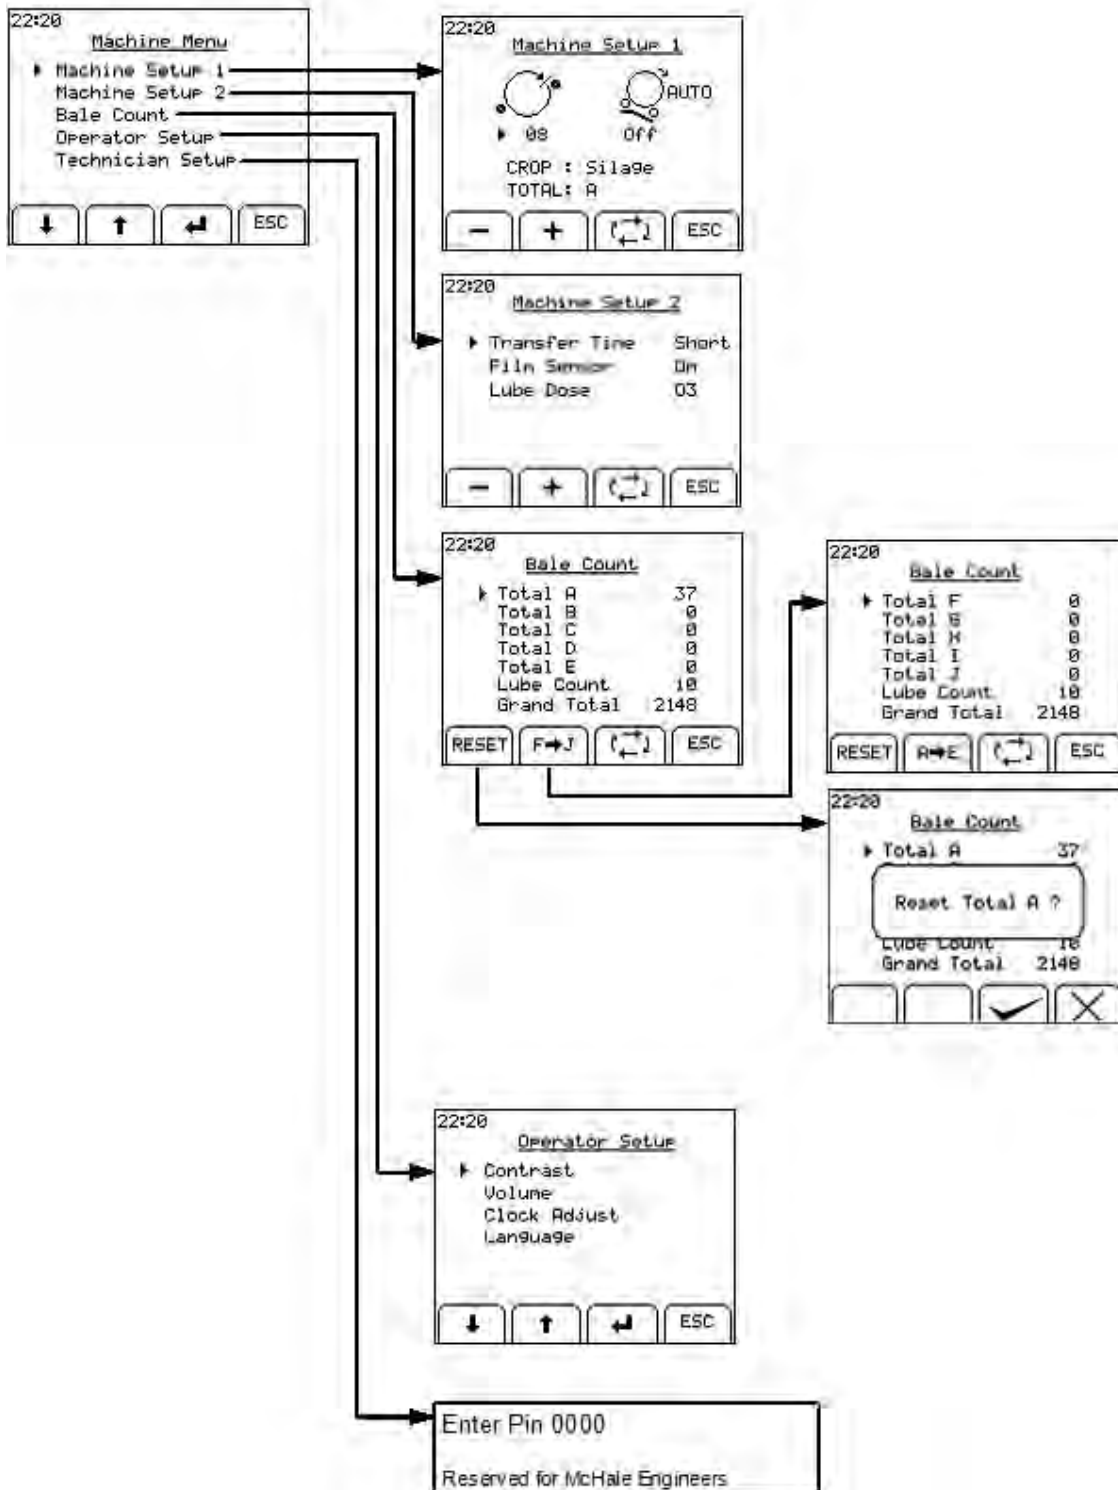 22:20
Machine Menu
Machine Setup 1
Machine Setup 2
Bale Count
Operator Setup
Technician Setup
ESC
22:20
Machine Setup 1
AUTO
08 Off
CROP : Silage
TOTAL: A
- + ESC
22:20
Machine Setup 2
Transfer Time Short
Film Sensor On
Lube Dose 03
- + ESC
22:20
Bale Count
Total A 37
Total B 0
Total C 0
Total D 0
Total E 0
Lube Count 10
Grand Total 2148
RESET F→J ESC
22:20
Bale Count
Total F 0
Total G 0
Total H 0
Total I 0
Total J 0
Lube Count 10
Grand Total 2148
RESET A→E ESC
22:20
Bale Count
Total A 37
Reset Total A ?
Lube Count 10
Grand Total 2148
22:20
Operator Setup
Contrast
Volume
Clock Adjust
Language
ESC
Enter Pin 0000
Reserved for McHale Engineers